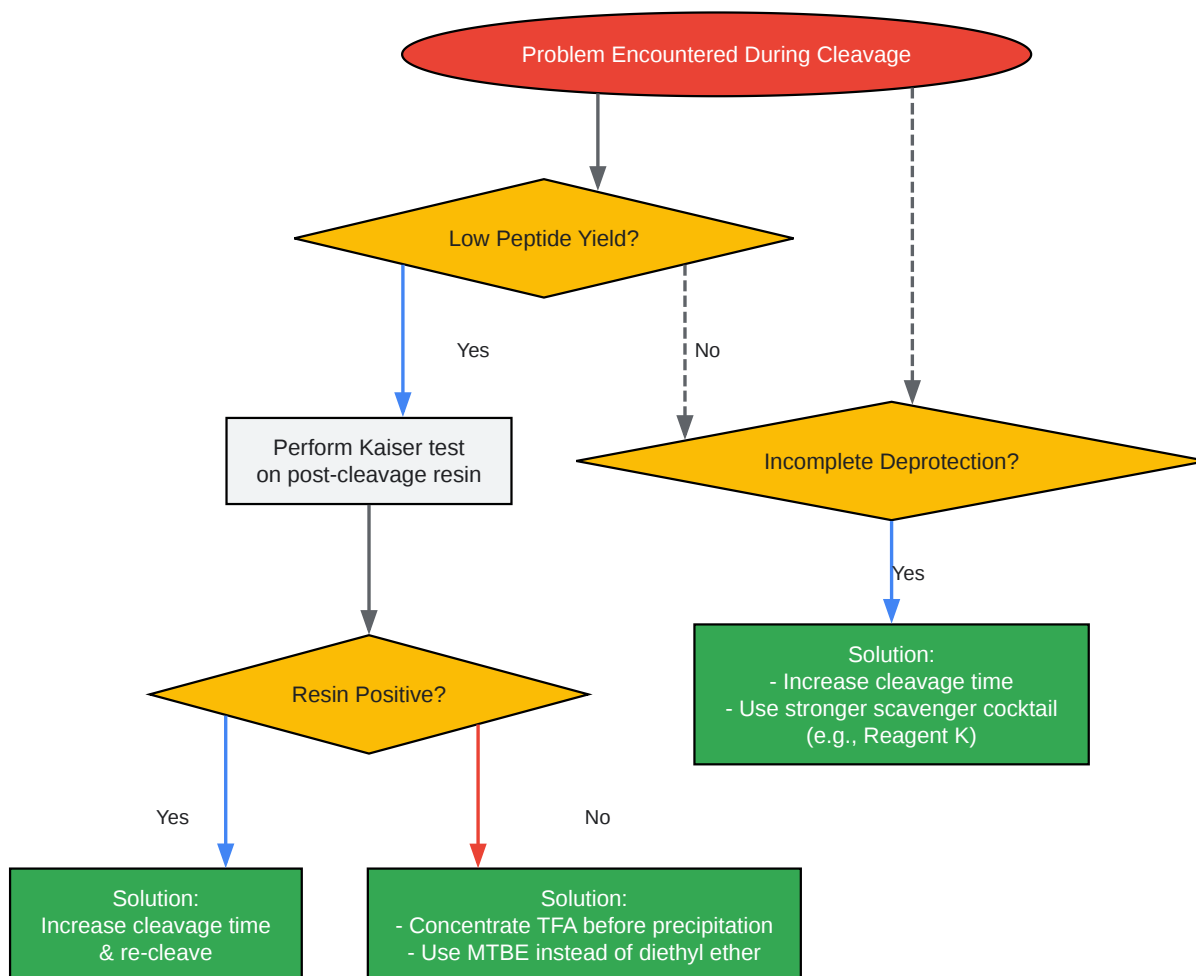 Problem Encountered During Cleavage
Low Peptide Yield?
Yes
No
Perform Kaiser test
on post-cleavage resin
Incomplete Deprotection?
Yes
Solution:
- Increase cleavage time
- Use stronger scavenger cocktail
(e.g., Reagent K)
Resin Positive?
Yes
No
Solution:
Increase cleavage time
& re-cleave
Solution:
- Concentrate TFA before precipitation
- Use MTBE instead of diethyl ether